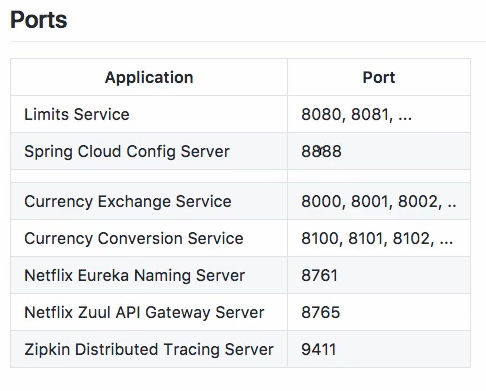 Ports
Application Port
Limits Service 8080, 8081, ...
Spring Cloud Config Server 8888
Currency Exchange Service 8000, 8001, 8002, ..
Currency Conversion Service 8100, 8101, 8102, ...
Netflix Eureka Naming Server 8761
Netflix Zuul API Gateway Server 8765
Zipkin Distributed Tracing Server 9411